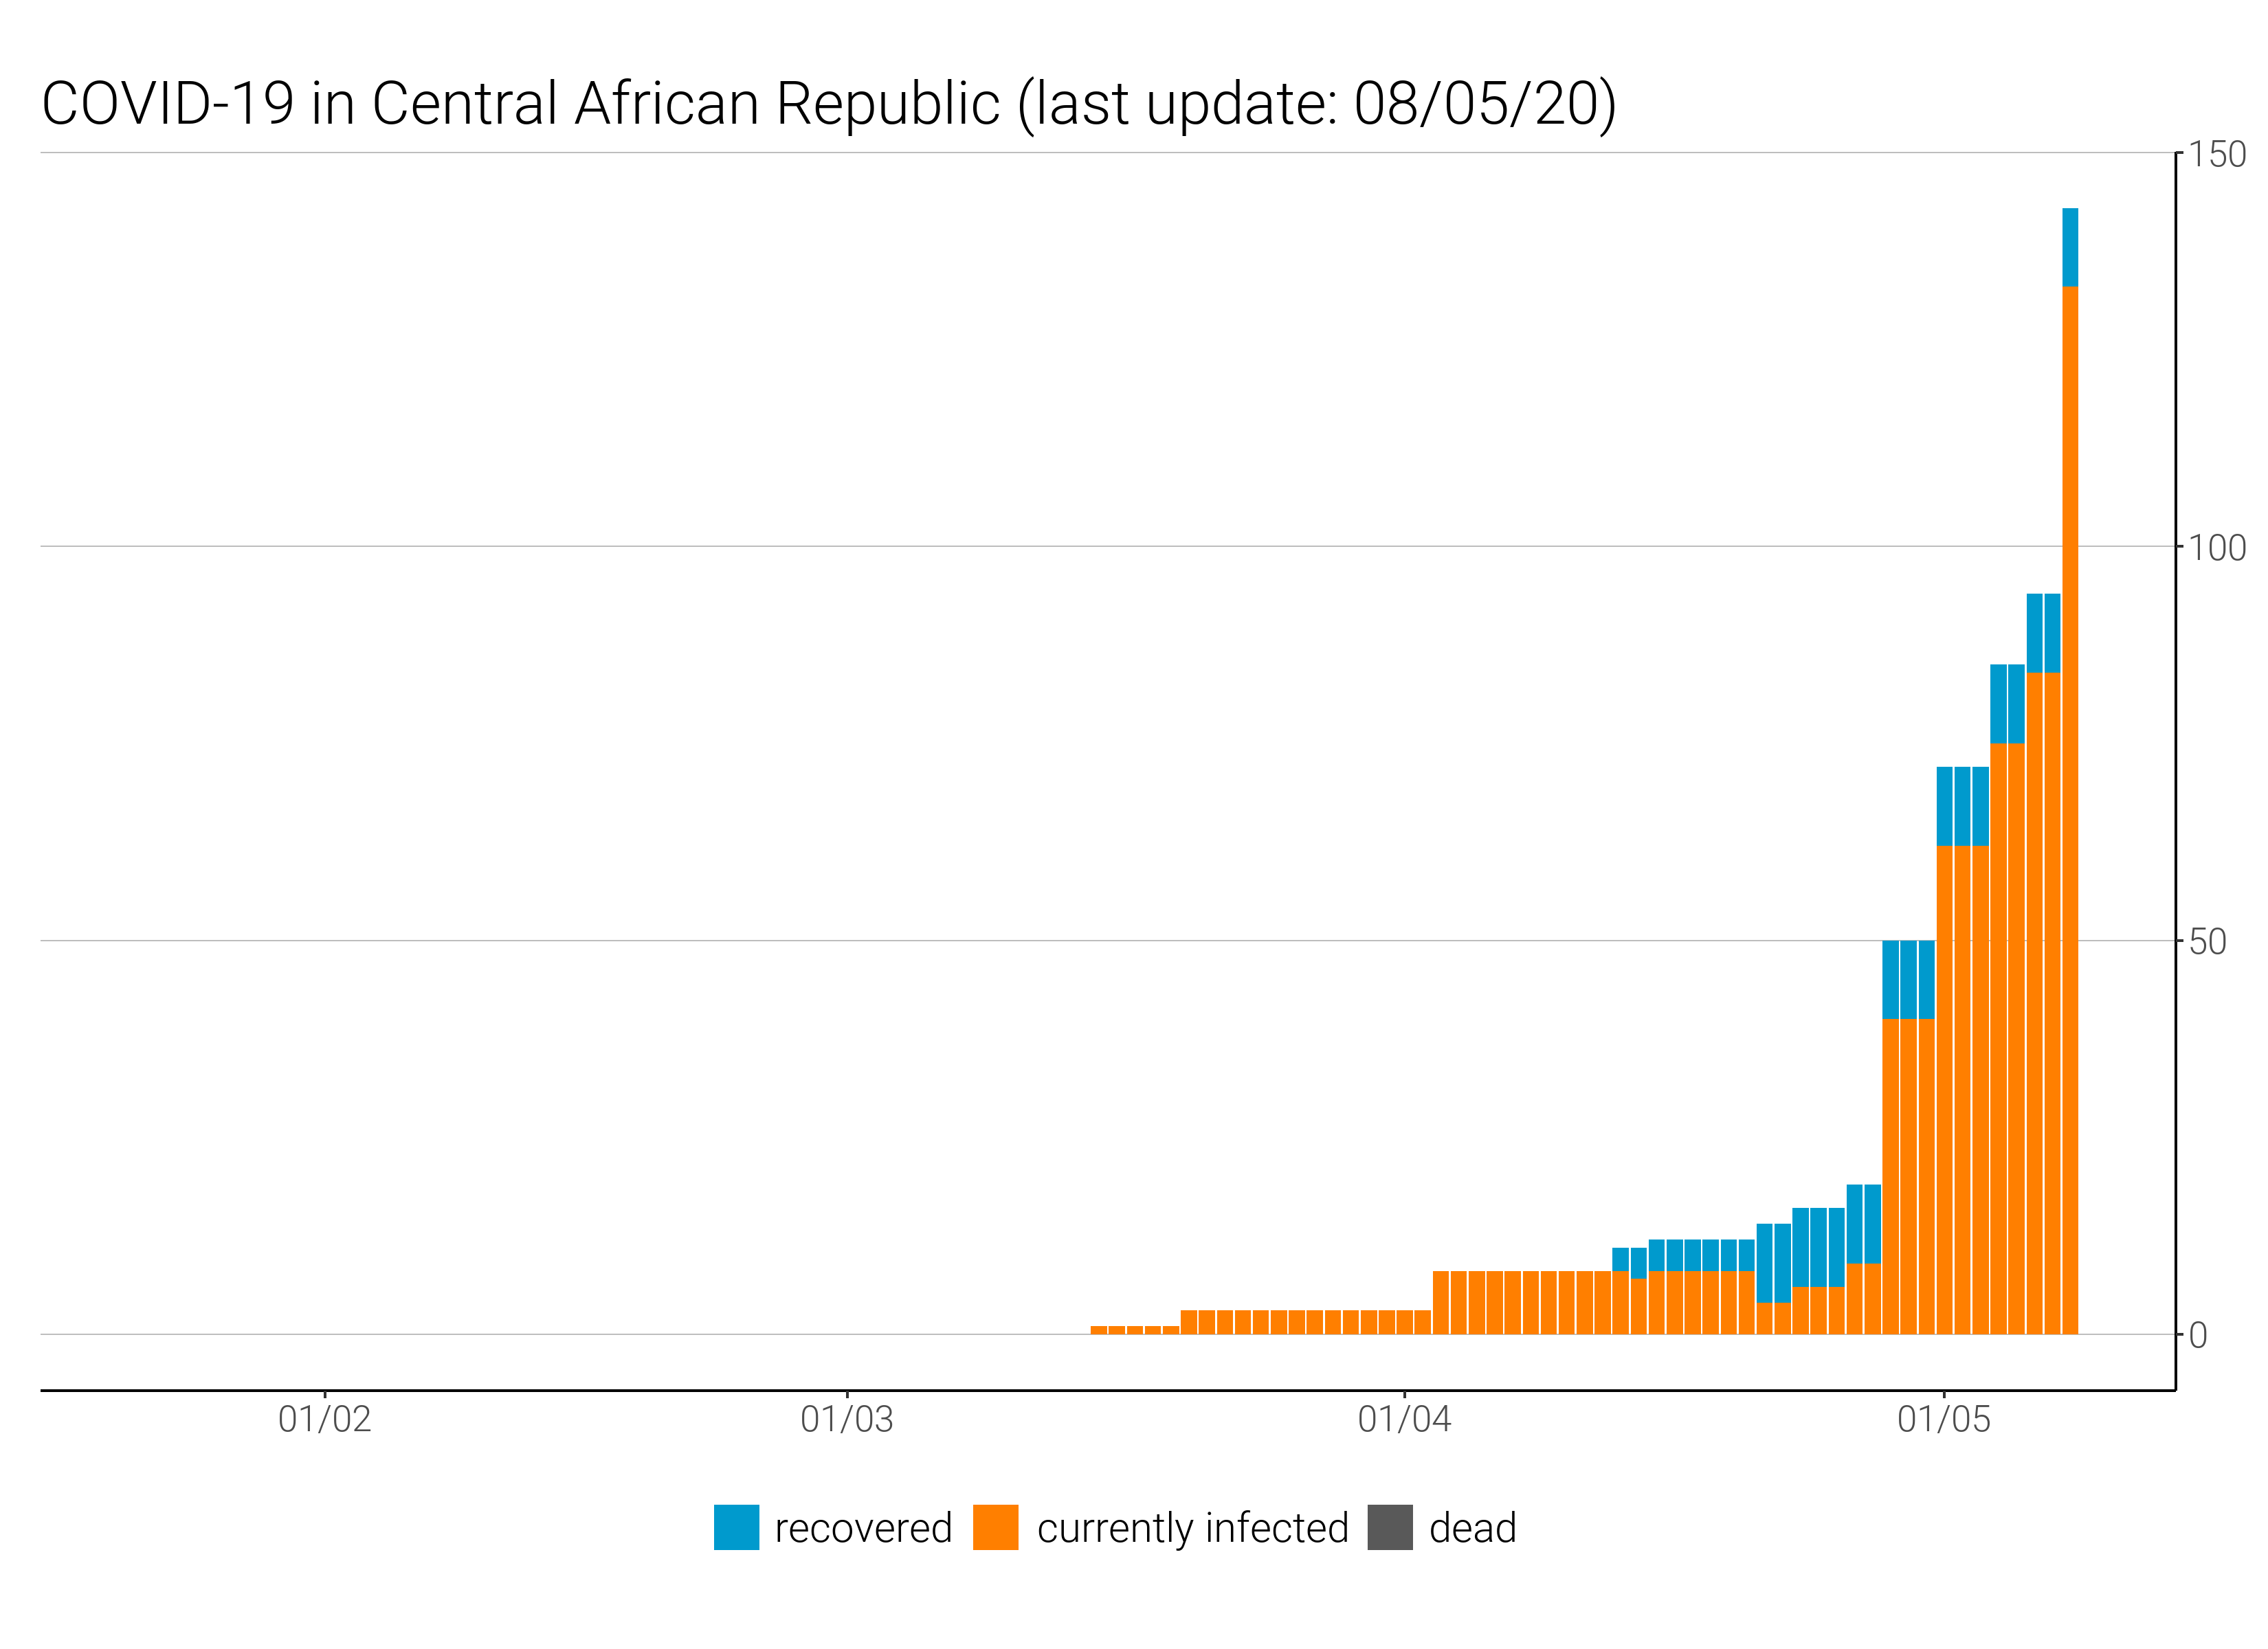 COVID-19 in Central African Republic (last update: 08/05/20)
150
100
50
0
01/02 01/03 01/04 01/05
recovered currently infected dead